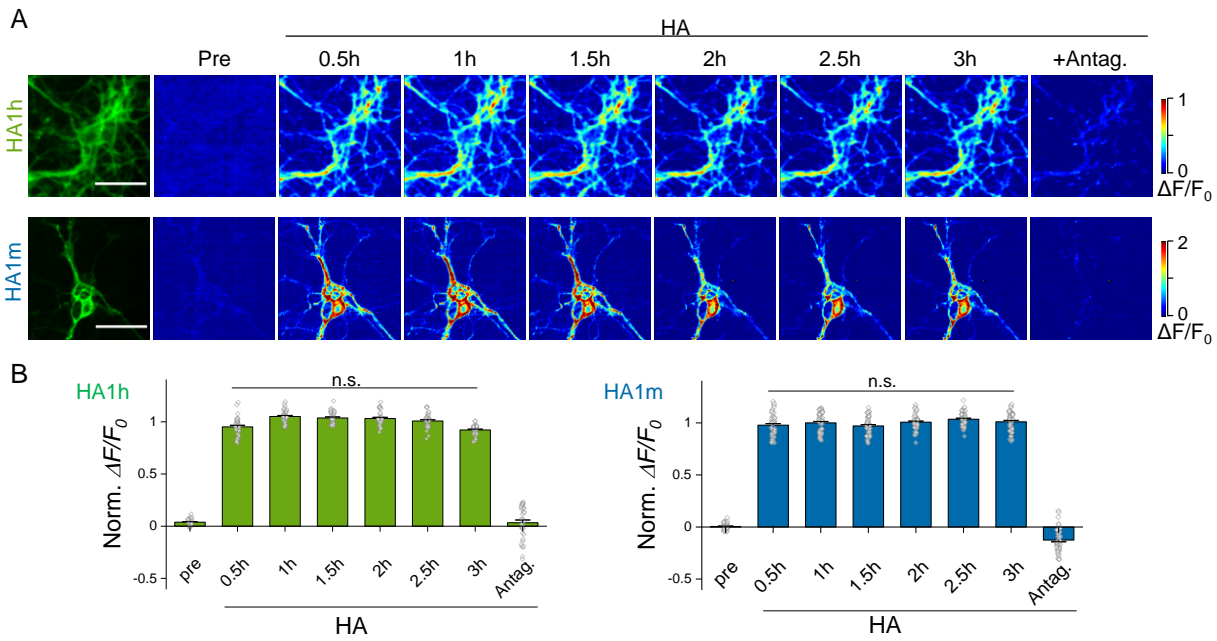 A
HA
Pre 0.5h 1h 1.5h 2h 2.5h 3h +Antag.
HA1h
1
0
ΔF/F0
HA1m
2
0
ΔF/F0
B
HA1h
n.s.
Norm. ΔF/F0
1
0.5
0
-0.5
pre 0.5h 1h 1.5h 2h 2.5h 3h Antag.
HA
HA1m
n.s.
Norm. ΔF/F0
1
0.5
0
-0.5
pre 0.5h 1h 1.5h 2h 2.5h 3h Antag.
HA